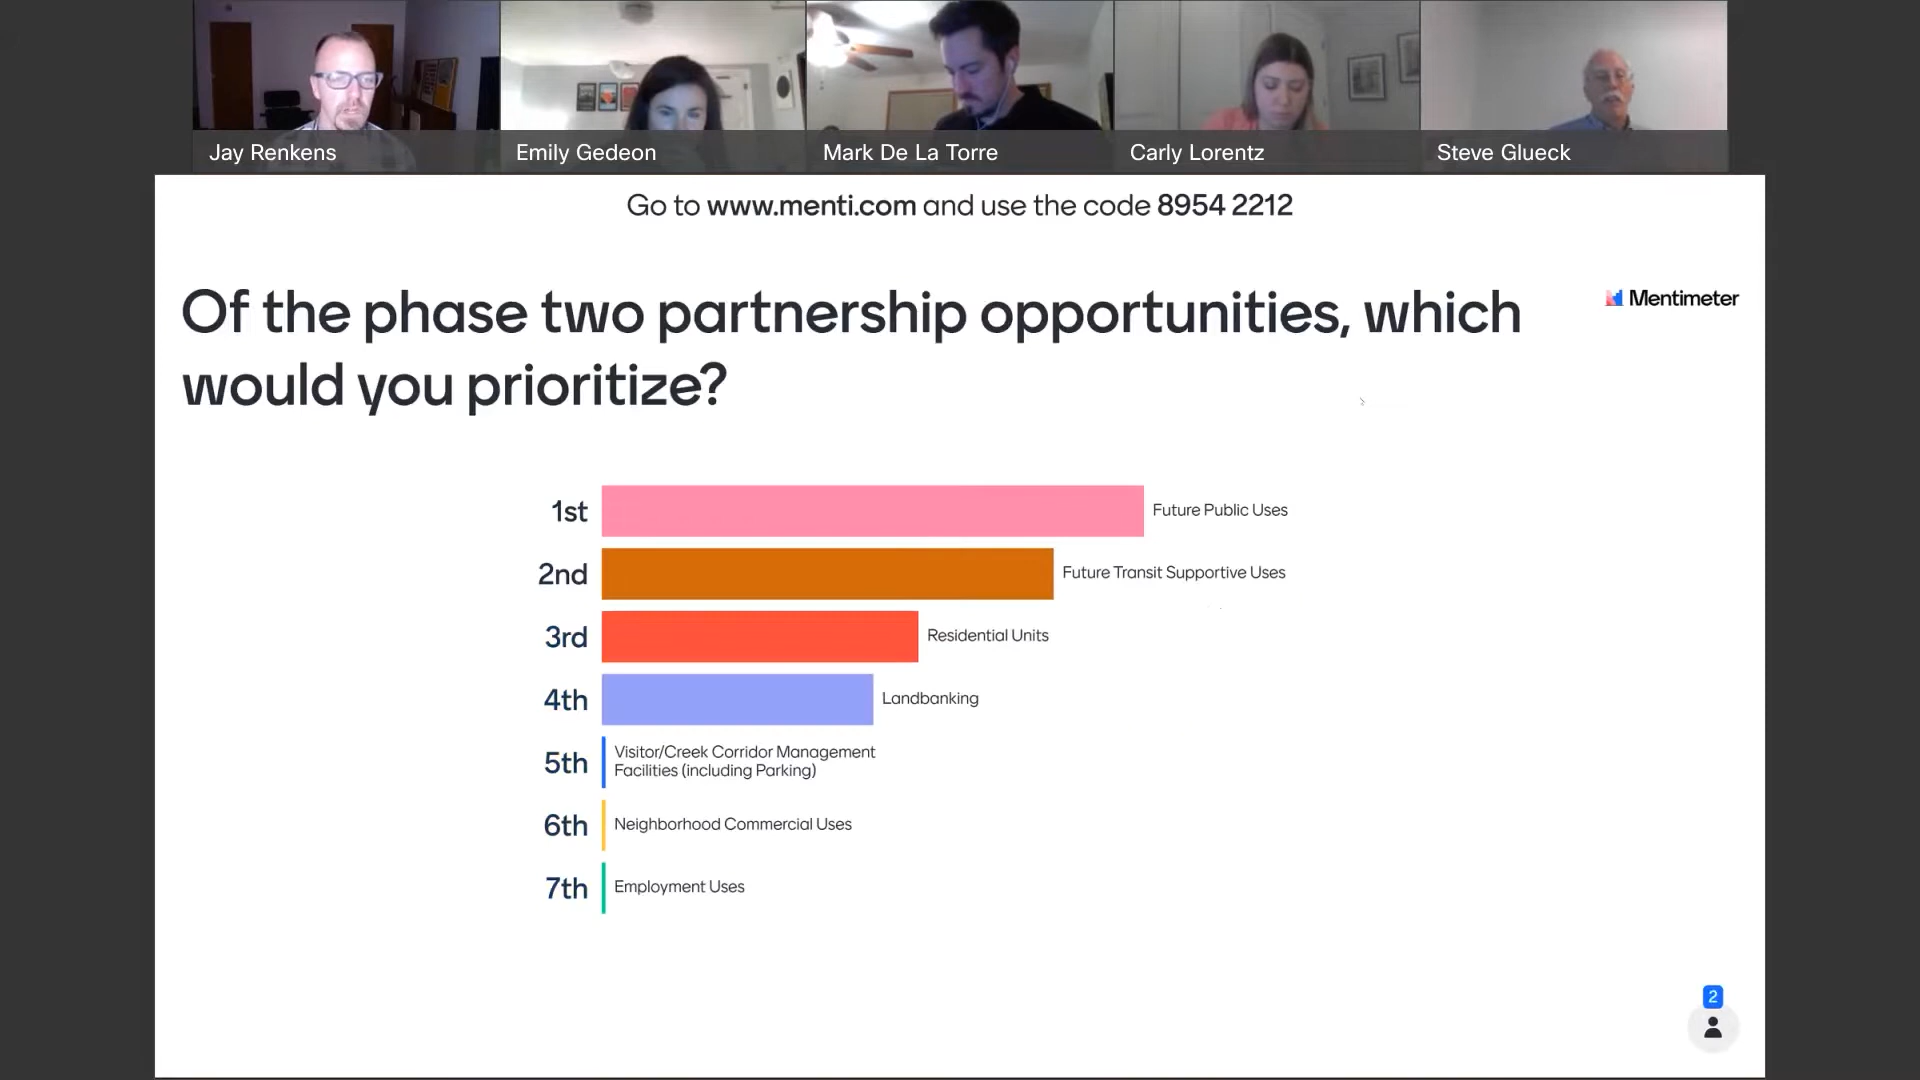 Jay Renkens
Emily Gedeon
Mark De La Torre
Carly Lorentz
Steve Glueck
Go to www.menti.com and use the code 8954 2212
Of the phase two partnership opportunities, which
would you prioritize?
Mentimeter
1st
Future Public Uses
2nd
Future Transit Supportive Uses
3rd
Residential Units
4th
Landbanking
5th
Visitor/Creek Corridor Management
Facilities (including Parking)
6th
Neighborhood Commercial Uses
7th
Employment Uses
2